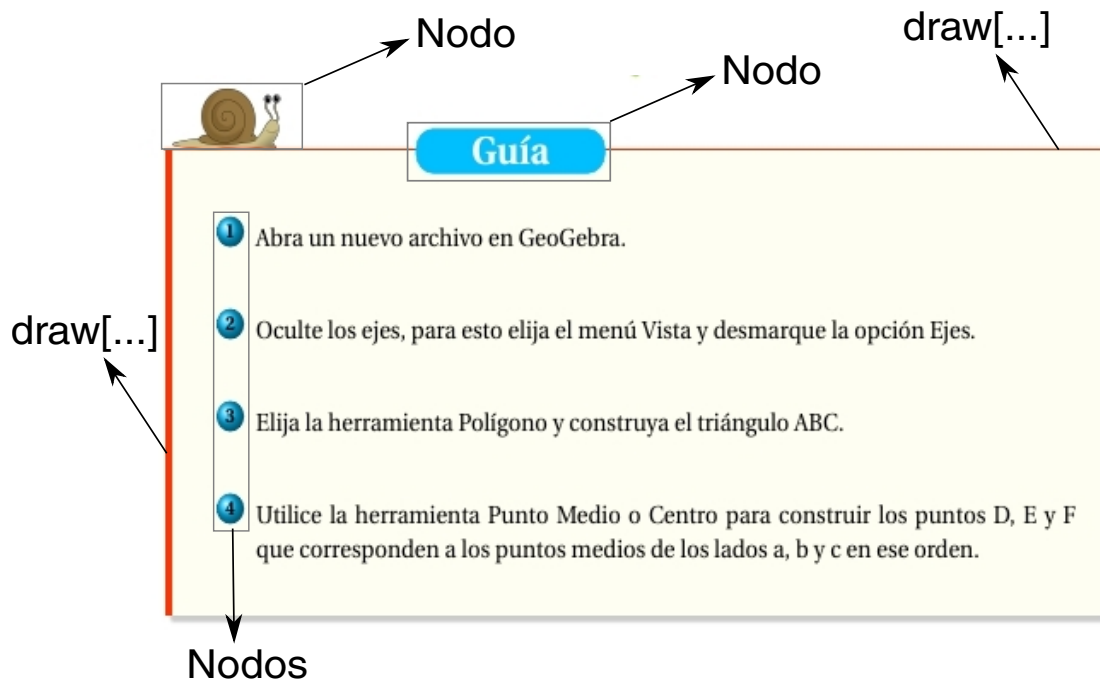 Nodo
draw[...]
Nodo
Guía
1 Abra un nuevo archivo en GeoGebra.
2 Oculte los ejes, para esto elija el menú Vista y desmarque la opción Ejes.
draw[...]
3 Elija la herramienta Polígono y construya el triángulo ABC.
4 Utilice la herramienta Punto Medio o Centro para construir los puntos D, E y F
que corresponden a los puntos medios de los lados a, b y c en ese orden.
Nodos